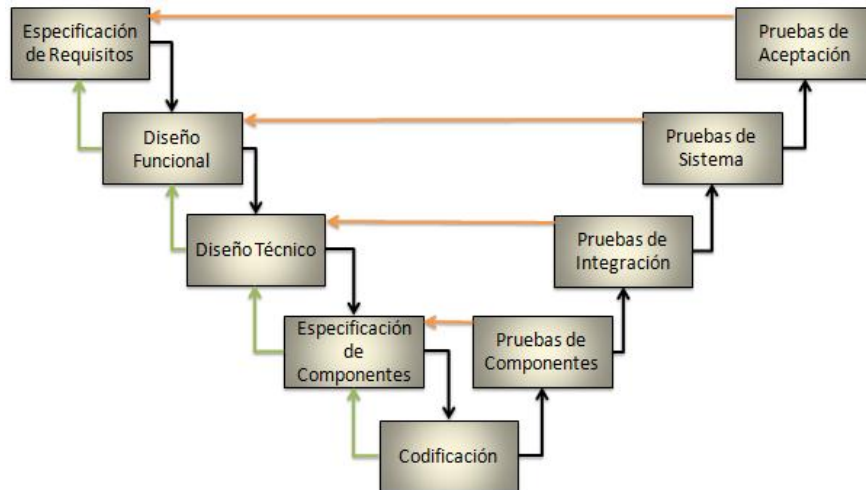 Especificación
de Requisitos
Pruebas de
Aceptación
Diseño
Funcional
Pruebas de
Sistema
Diseño Técnico
Pruebas de
Integración
Especificación
de
Componentes
Pruebas de
Componentes
Codificación